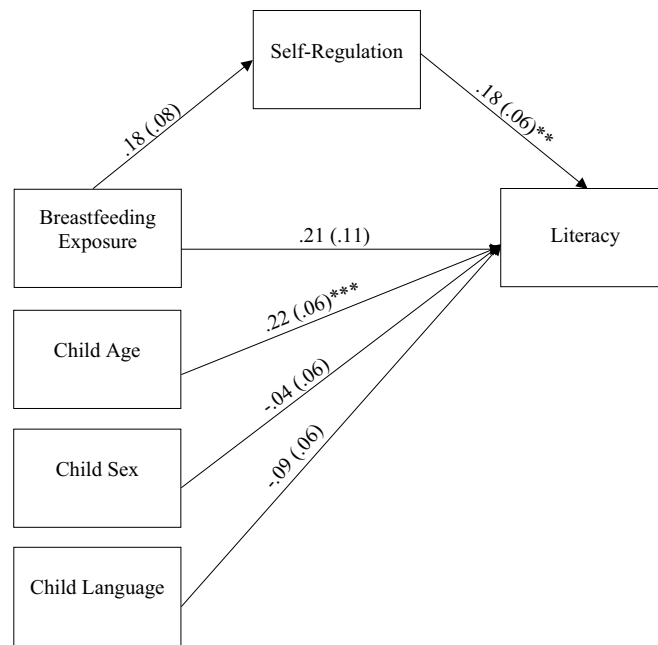 Self-Regulation
.18 (.08)
.18 (.06)**
Breastfeeding
Exposure
.21 (.11)
Literacy
.22 (.06)***
Child Age
-.04 (.06)
Child Sex
-.09 (.06)
Child Language